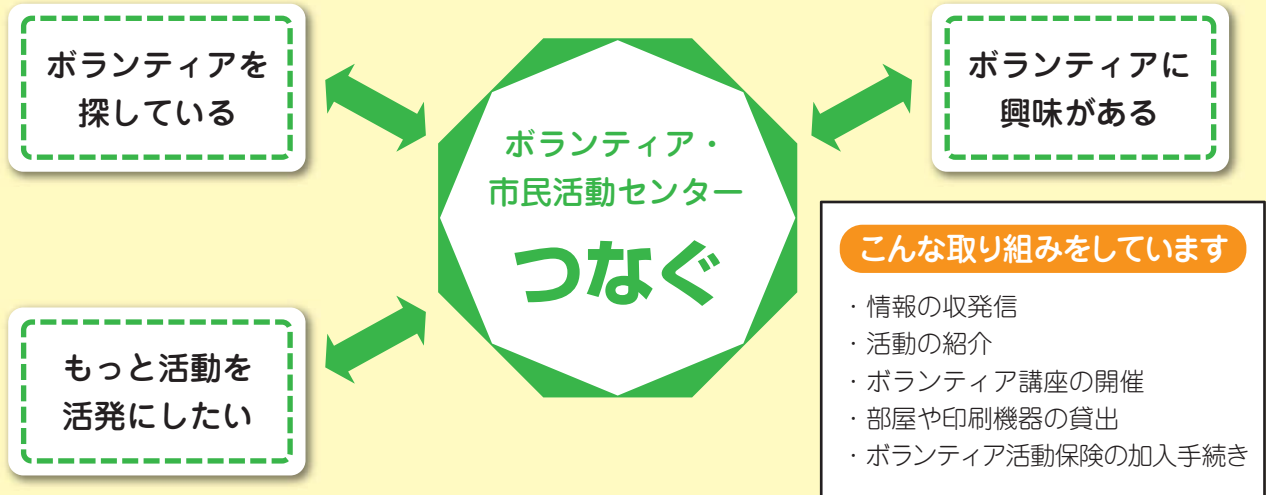 ボランティアを
探している
ボランティアに
興味がある
ボランティア・
市民活動センター
つなぐ
もっと活動を
活発にしたい
こんな取り組みをしています
・情報の収発信
・活動の紹介
・ボランティア講座の開催
・部屋や印刷機器の貸出
・ボランティア活動保険の加入手続き